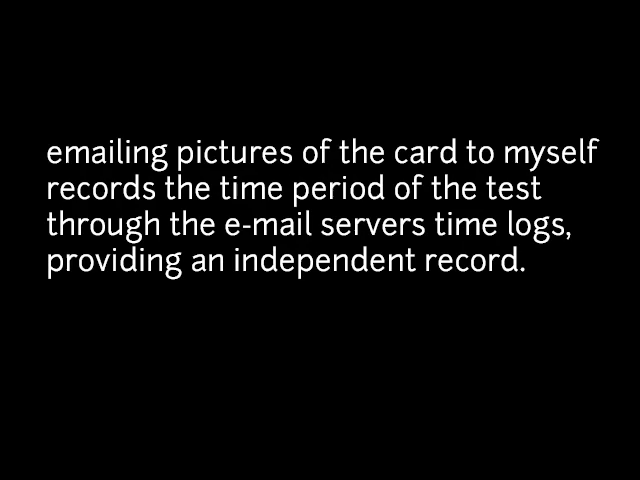 emailing pictures of the card to myself
records the time period of the test
through the e-mail servers time logs,
providing an independent record.